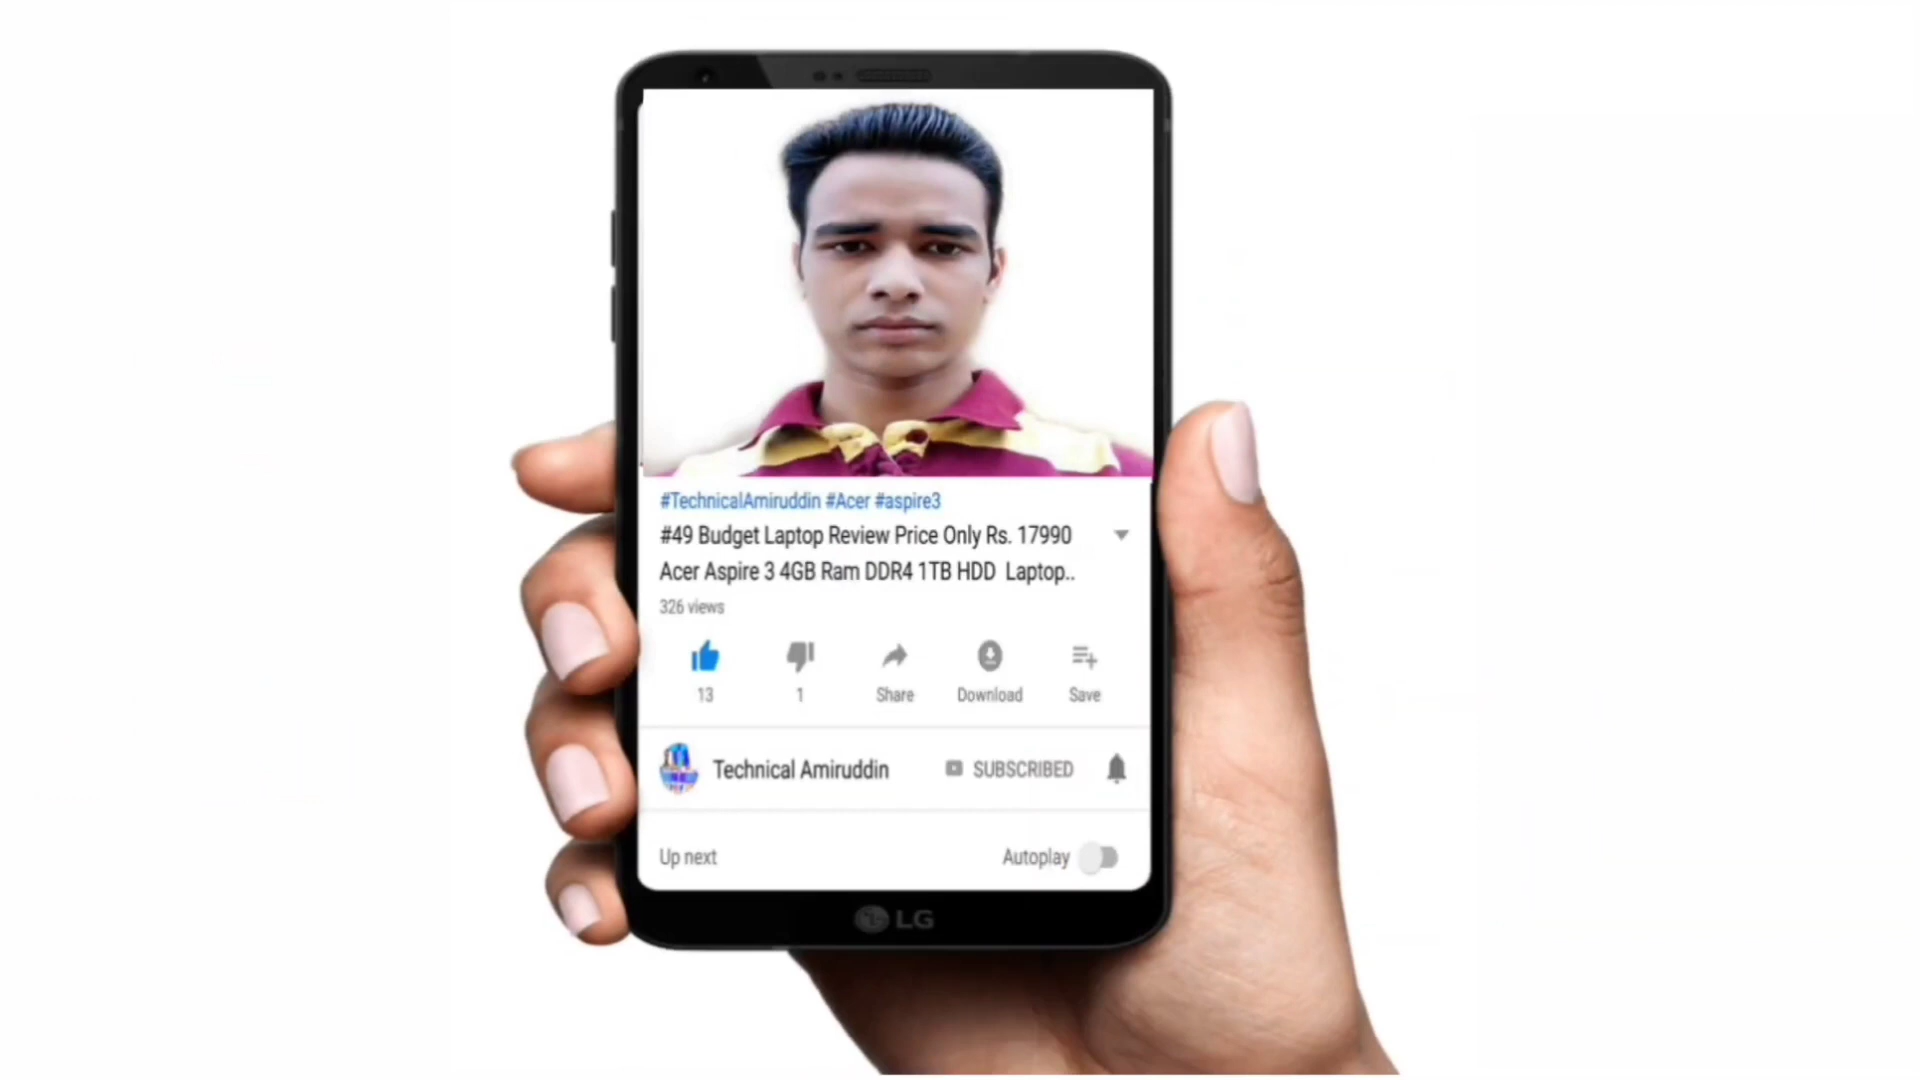 #TechnicalAmiruddin #Acer #aspire3
#49 Budget Laptop Review Price Only Rs. 17990
Acer Aspire 3 4GB Ram DDR4 1TB HDD Laptop..
326 views
13 1 Share Download Save
Technical Amiruddin SUBSCRIBED
Up next Autoplay
LG